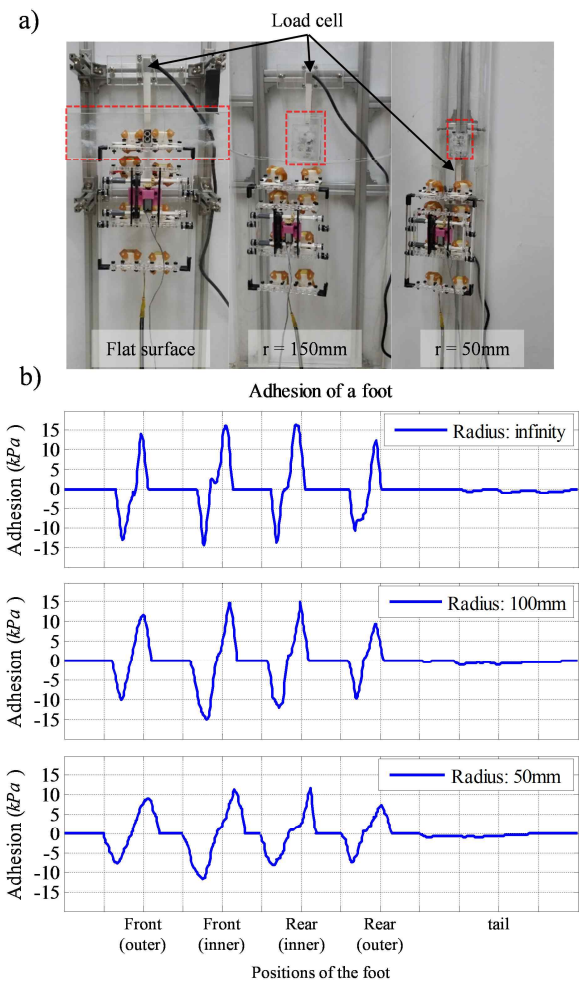 a)
Load cell
Flat surface
r = 150mm
r = 50mm
b)
Adhesion of a foot
Adhesion (kPa )
15
10
5
0
-5
-10
-15
Radius: infinity
Adhesion (kPa )
15
10
5
0
-5
-10
-15
Radius: 100mm
Adhesion (kPa )
15
10
5
0
-5
-10
-15
Radius: 50mm
Front
(outer)
Front
(inner)
Rear
(inner)
Rear
(outer)
tail
Positions of the foot